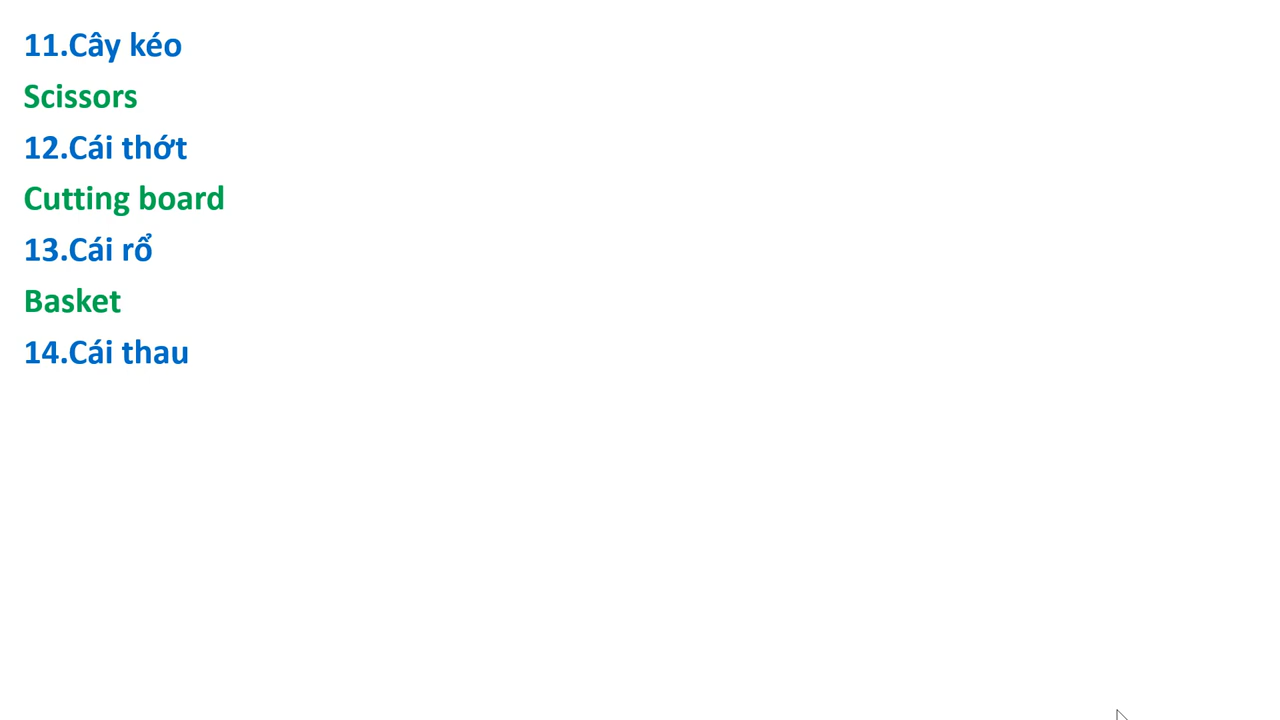 11.Cây kéo
Scissors
12.Cái thớt
Cutting board
13.Cái rổ
Basket
14.Cái thau